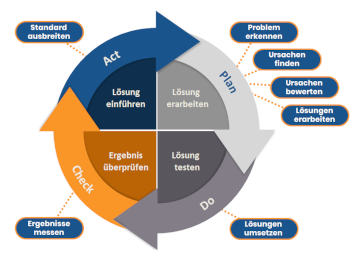 Standard
ausbreiten
Problem
erkennen
Ursachen
finden
Ursachen
bewerten
Lösungen
erarbeiten
Act
Plan
Lösung
einführen
Lösung
erarbeiten
Ergebnis
überprüfen
Lösung
testen
Check
Do
Ergebnisse
messen
Lösungen
umsetzen